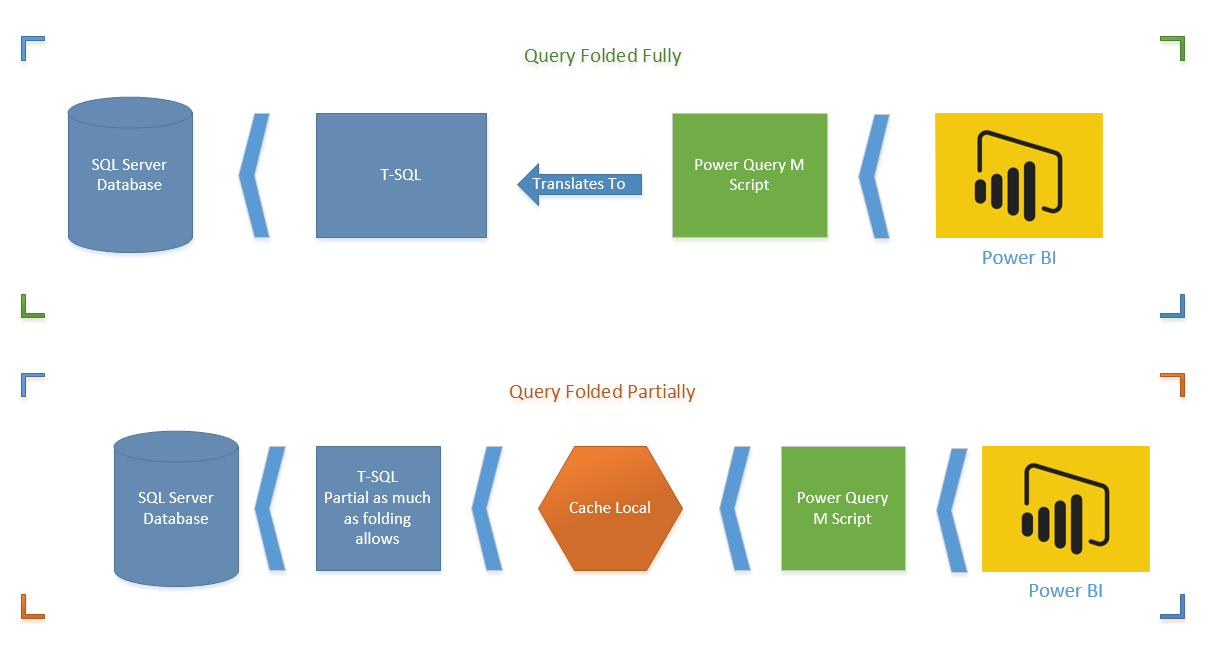 Query Folded Fully
SQL Server
Database
T-SQL
Translates To
Power Query M
Script
Power BI
Query Folded Partially
SQL Server
Database
T-SQL
Partial as much
as folding
allows
Cache Local
Power Query
M Script
Power BI